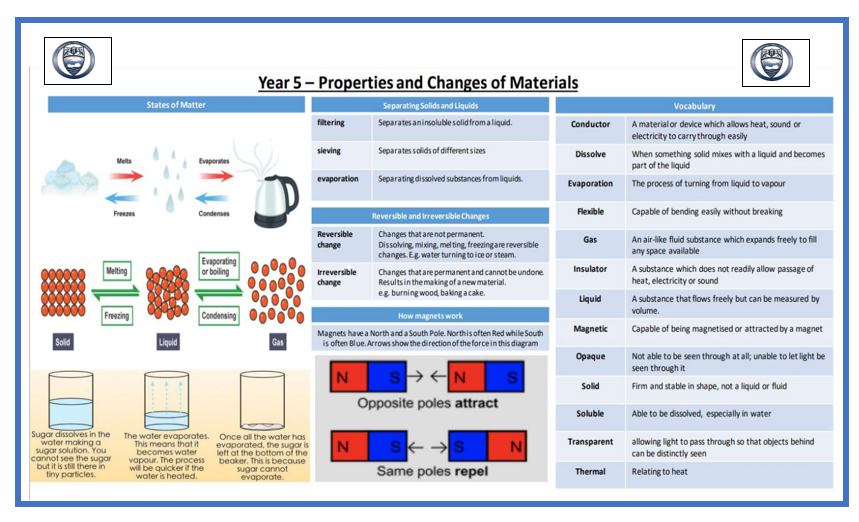 Year 5 – Properties and Changes of Materials
States of Matter
Melts
Evaporates
Freezes
Condenses
Melting
Evaporating
or boiling
Freezing
Condensing
Solid
Liquid
Gas
Sugar dissolves in the
water making a
sugar solution. You
cannot see the sugar
but it is still there in
tiny particles.
The water evaporates.
This means that it
becomes water
vapour. The process
will be quicker if the
water is heated.
Once all the water has
evaporated, the sugar is
left at the bottom of the
beaker. This is because
sugar cannot
evaporate.
Separating Solids and Liquids
filtering Separates an insoluble solid from a liquid.
sieving Separates solids of different sizes
evaporation Separating dissolved substances from liquids.
Reversible and Irreversible Changes
Reversible Changes that are not permanent.
change Dissolving, mixing, melting, freezing are reversible
changes. E.g. water turning to ice or steam.
Irreversible Changes that are permanent and cannot be undone.
change Results in the making of a new material.
e.g. burning wood, baking a cake.
How magnets work
Magnets have a North and a South Pole. North is often Red while South
is often Blue. Arrows show the direction of the force in this diagram
N S N S
Opposite poles attract
N S S N
Same poles repel
Vocabulary
Conductor A material or device which allows heat, sound or
electricity to carry through easily
Dissolve When something solid mixes with a liquid and becomes
part of the liquid
Evaporation The process of turning from liquid to vapour
Flexible Capable of bending easily without breaking
Gas An air-like fluid substance which expands freely to fill
any space available
Insulator A substance which does not readily allow passage of
heat, electricity or sound
Liquid A substance that flows freely but can be measured by
volume.
Magnetic Capable of being magnetised or attracted by a magnet
Opaque Not able to be seen through at all; unable to let light be
seen through it
Solid Firm and stable in shape, not a liquid or fluid
Soluble Able to be dissolved, especially in water
Transparent allowing light to pass through so that objects behind
can be distinctly seen
Thermal Relating to heat